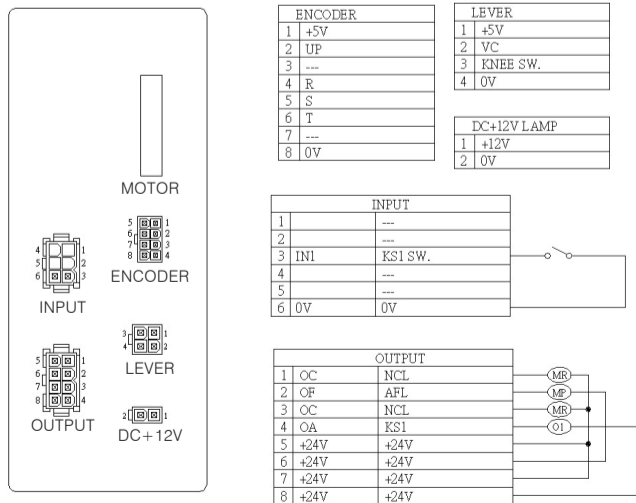 MOTOR
5 1
6 2
7 3
8 4
ENCODER
4 1
5 2
6 3
INPUT
3 1
4 2
LEVER
5 1
6 2
7 3
8 4
OUTPUT
2 1
DC+12V
ENCODER
1 +5V
2 UP
3 ---
4 R
5 S
6 T
7 ---
8 0V
LEVER
1 +5V
2 VC
3 KNEE SW.
4 0V
DC+12V LAMP
1 +12V
2 0V
INPUT
1 ---
2 ---
3 IN1 KS1 SW.
4 ---
5 ---
6 0V 0V
OUTPUT
1 OC NCL MR
2 OF AFL MP
3 OC NCL MR
4 OA KS1 O1
5 +24V +24V
6 +24V +24V
7 +24V +24V
8 +24V +24V